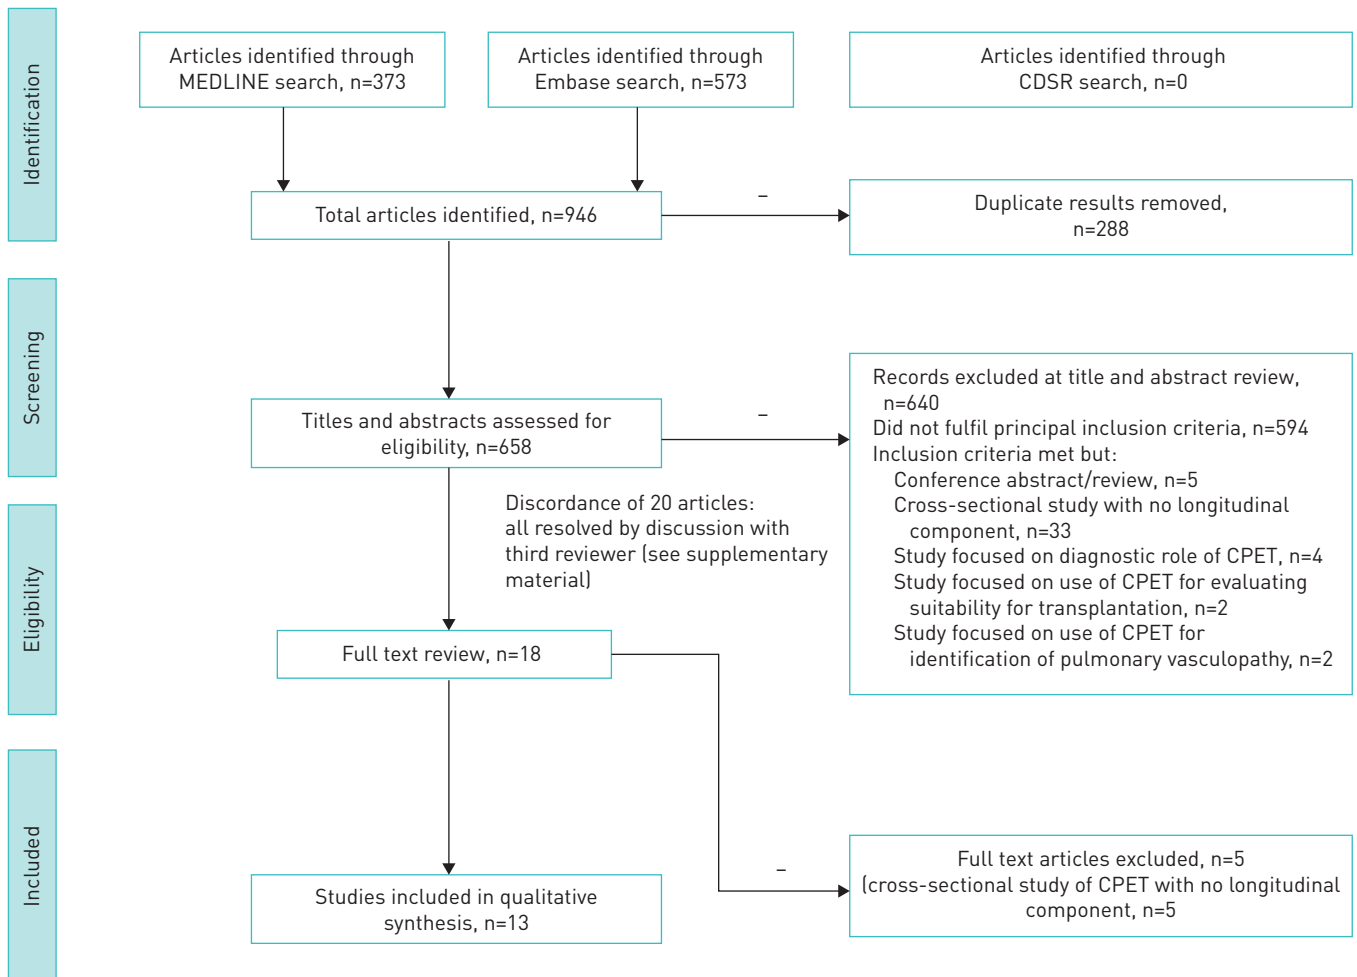 Identification
Articles identified through
MEDLINE search, n=373
Articles identified through
Embase search, n=573
Articles identified through
CDSR search, n=0
Total articles identified, n=946
–
Duplicate results removed,
n=288
Screening
Titles and abstracts assessed for
eligibility, n=658
–
Records excluded at title and abstract review,
n=640
Did not fulfil principal inclusion criteria, n=594
Inclusion criteria met but:
Conference abstract/review, n=5
Cross-sectional study with no longitudinal
component, n=33
Study focused on diagnostic role of CPET, n=4
Study focused on use of CPET for evaluating
suitability for transplantation, n=2
Study focused on use of CPET for
identification of pulmonary vasculopathy, n=2
Discordance of 20 articles:
all resolved by discussion with
third reviewer (see supplementary
material)
Eligibility
Full text review, n=18
Included
Studies included in qualitative
synthesis, n=13
–
Full text articles excluded, n=5
(cross-sectional study of CPET with no longitudinal
component, n=5